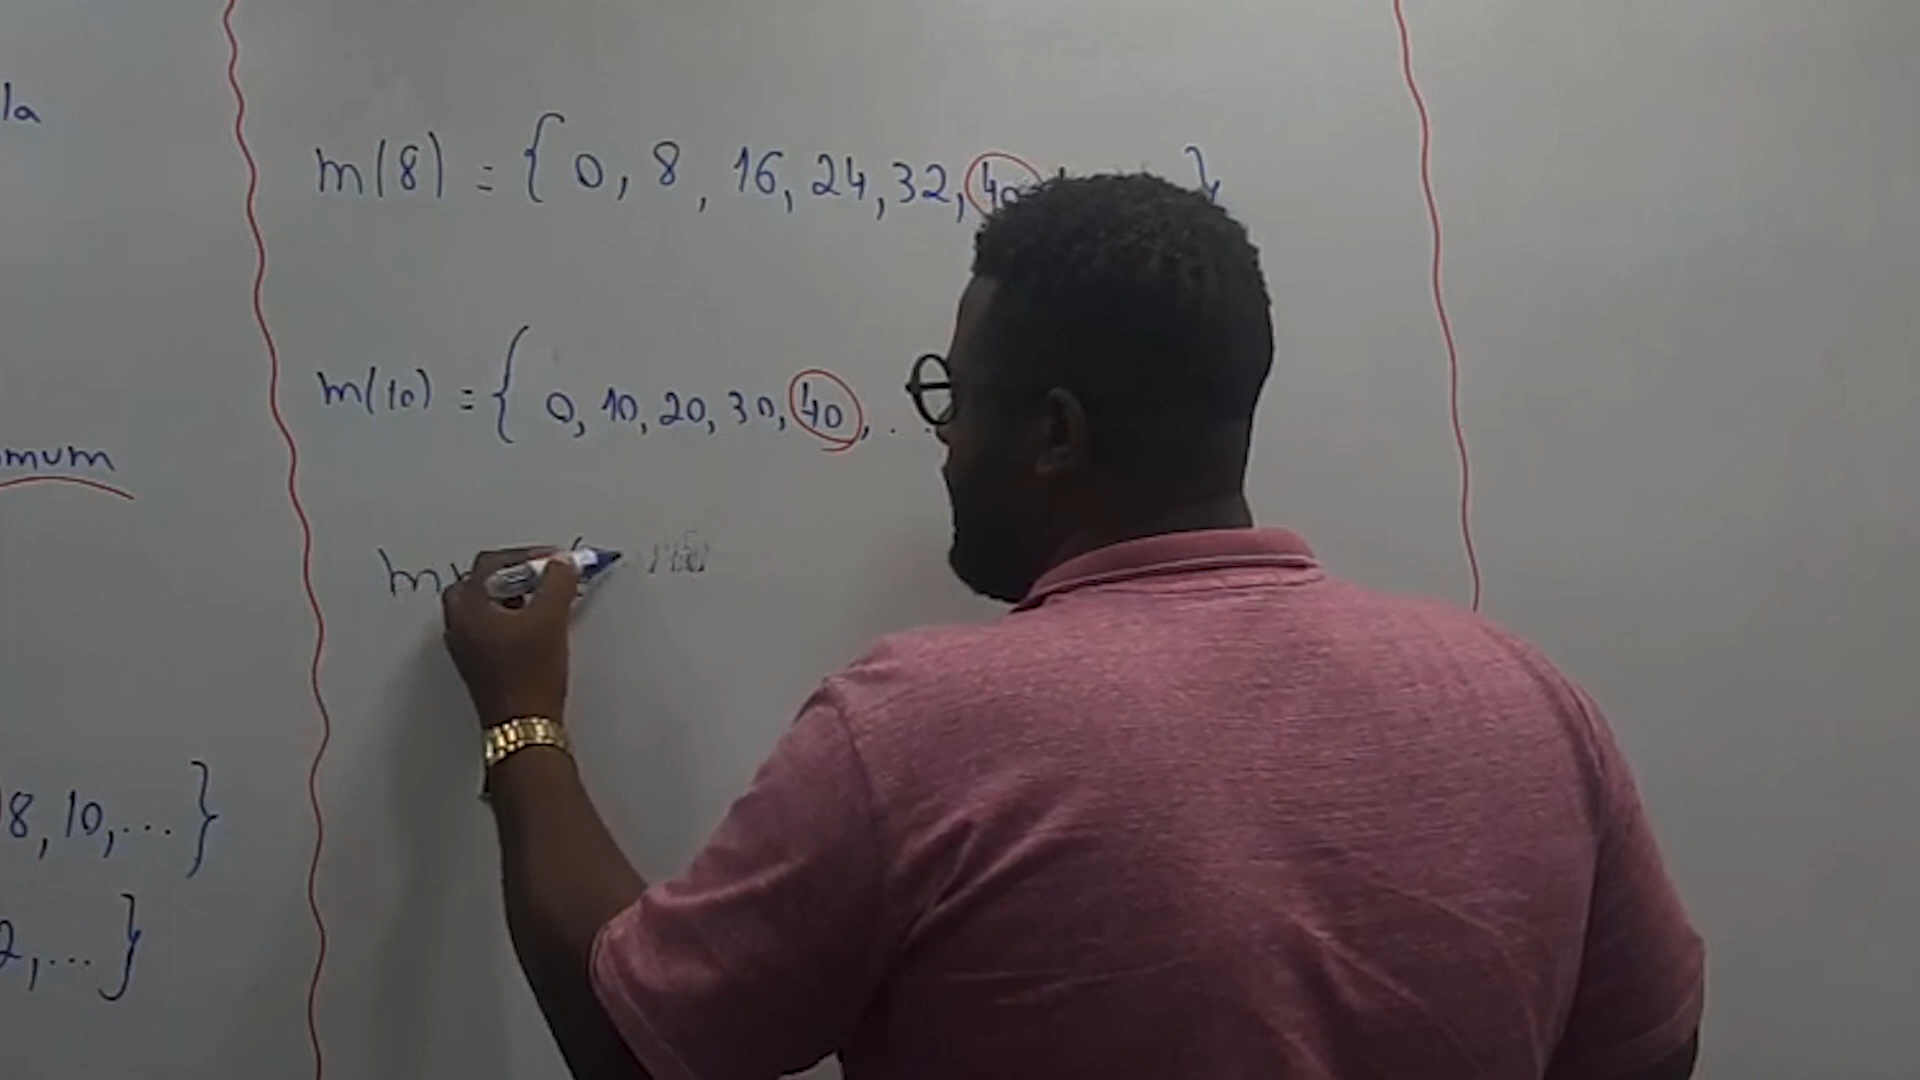 la
mum
8, 10, ... }
2, ... }
m(8) = { 0, 8, 16, 24, 32, 40
m(10) = { 0, 10, 20, 30, 40, ...